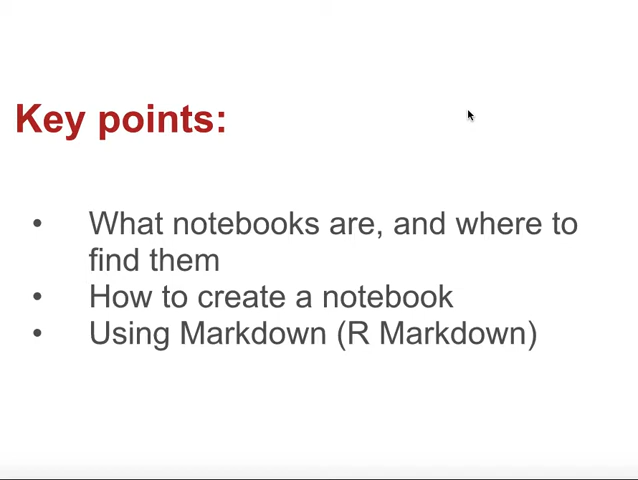 Key points:
• What notebooks are, and where to
find them
• How to create a notebook
• Using Markdown (R Markdown)